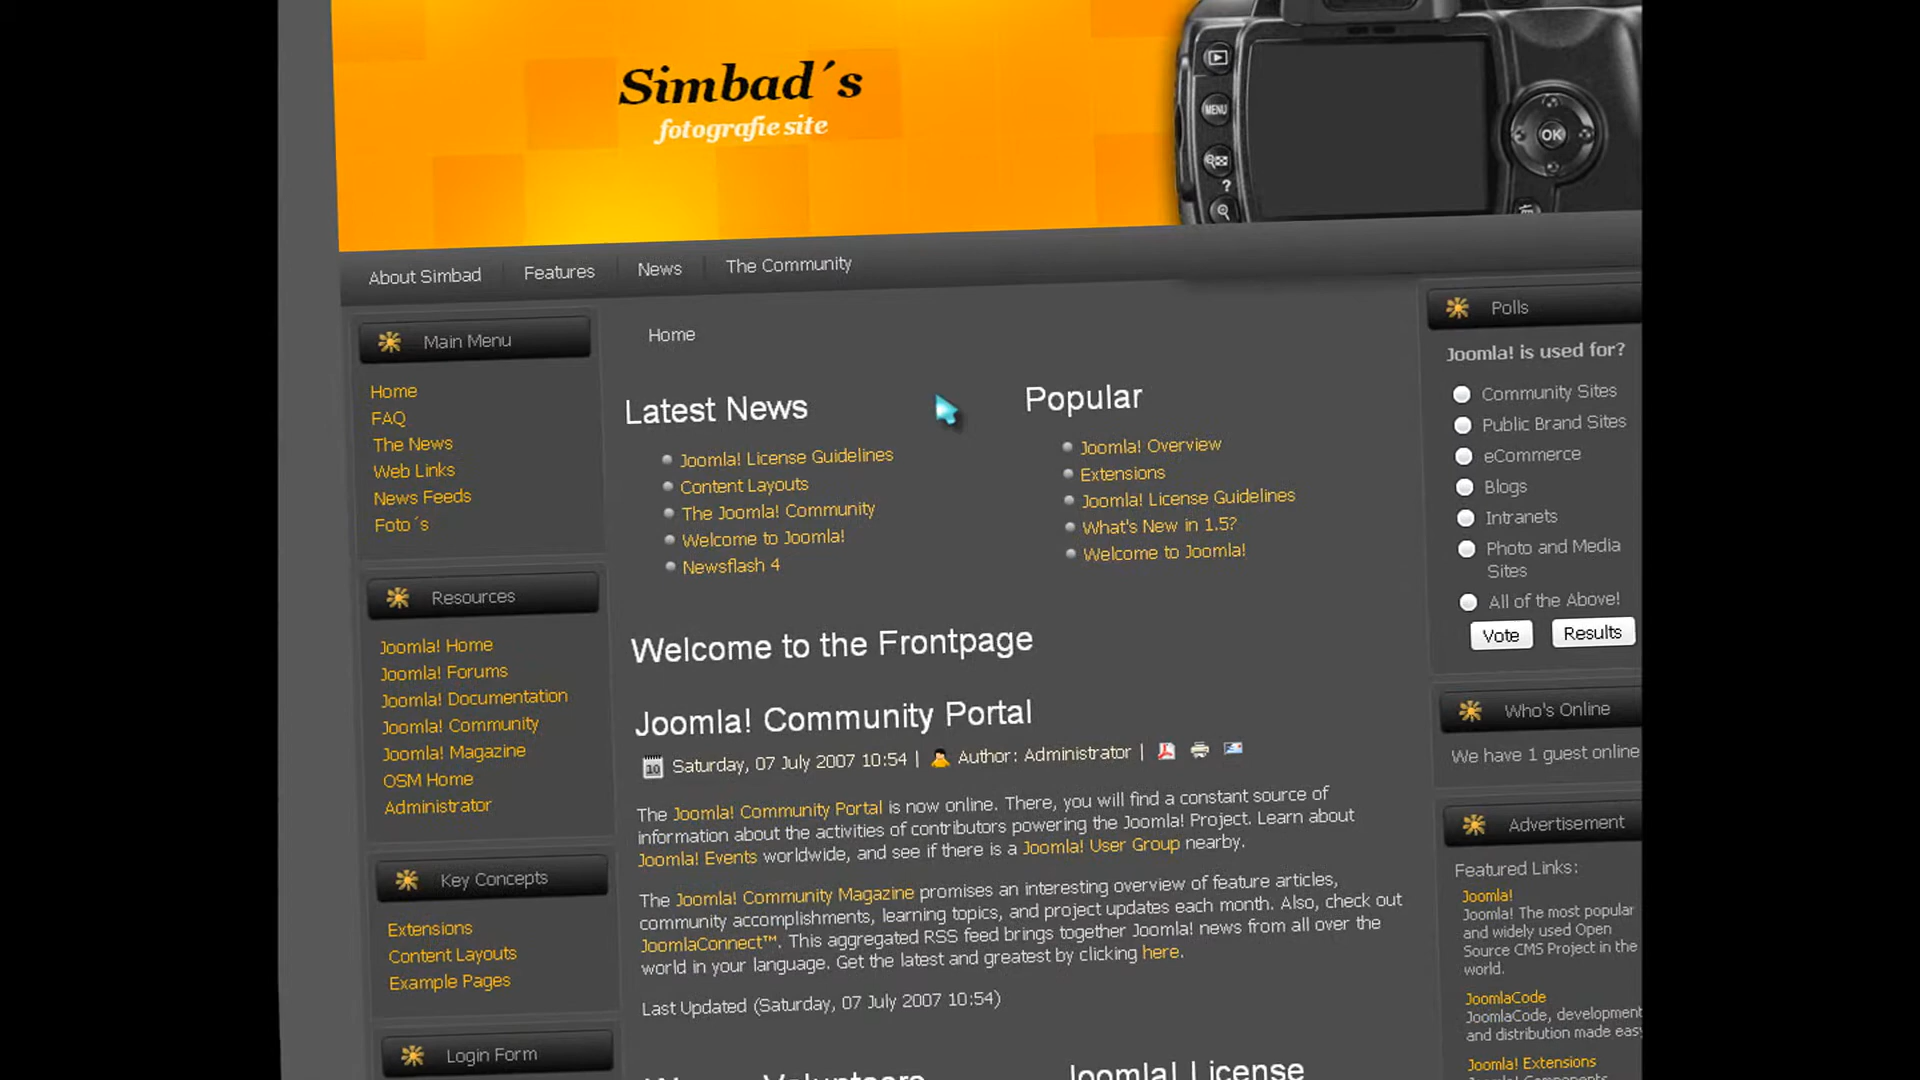 Simbad´s
fotografie site
MENU
OK
?
About Simbad
Features
News
The Community
Main Menu
Home
FAQ
The News
Web Links
News Feeds
Foto´s
Resources
Joomla! Home
Joomla! Forums
Joomla! Documentation
Joomla! Community
Joomla! Magazine
OSM Home
Administrator
Key Concepts
Extensions
Content Layouts
Example Pages
Login Form
Home
Latest News
Joomla! License Guidelines
Content Layouts
The Joomla! Community
Welcome to Joomla!
Newsflash 4
Popular
Joomla! Overview
Extensions
Joomla! License Guidelines
What's New in 1.5?
Welcome to Joomla!
Welcome to the Frontpage
Joomla! Community Portal
10
Saturday, 07 July 2007 10:54 | Author: Administrator |
The Joomla! Community Portal is now online. There, you will find a constant source of
information about the activities of contributors powering the Joomla! Project. Learn about
Joomla! Events worldwide, and see if there is a Joomla! User Group nearby.
The Joomla! Community Magazine promises an interesting overview of feature articles,
community accomplishments, learning topics, and project updates each month. Also, check out
JoomlaConnect™. This aggregated RSS feed brings together Joomla! news from all over the
world in your language. Get the latest and greatest by clicking here.
Last Updated (Saturday, 07 July 2007 10:54)
Volunteers
Joomla! License
Polls
Joomla! is used for?
Community Sites
Public Brand Sites
eCommerce
Blogs
Intranets
Photo and Media
Sites
All of the Above!
Vote
Results
Who's Online
We have 1 guest online
Advertisement
Featured Links:
Joomla!
Joomla! The most popular
and widely used Open
Source CMS Project in the
world.
JoomlaCode
JoomlaCode, development
and distribution made easy
Joomla! Extensions